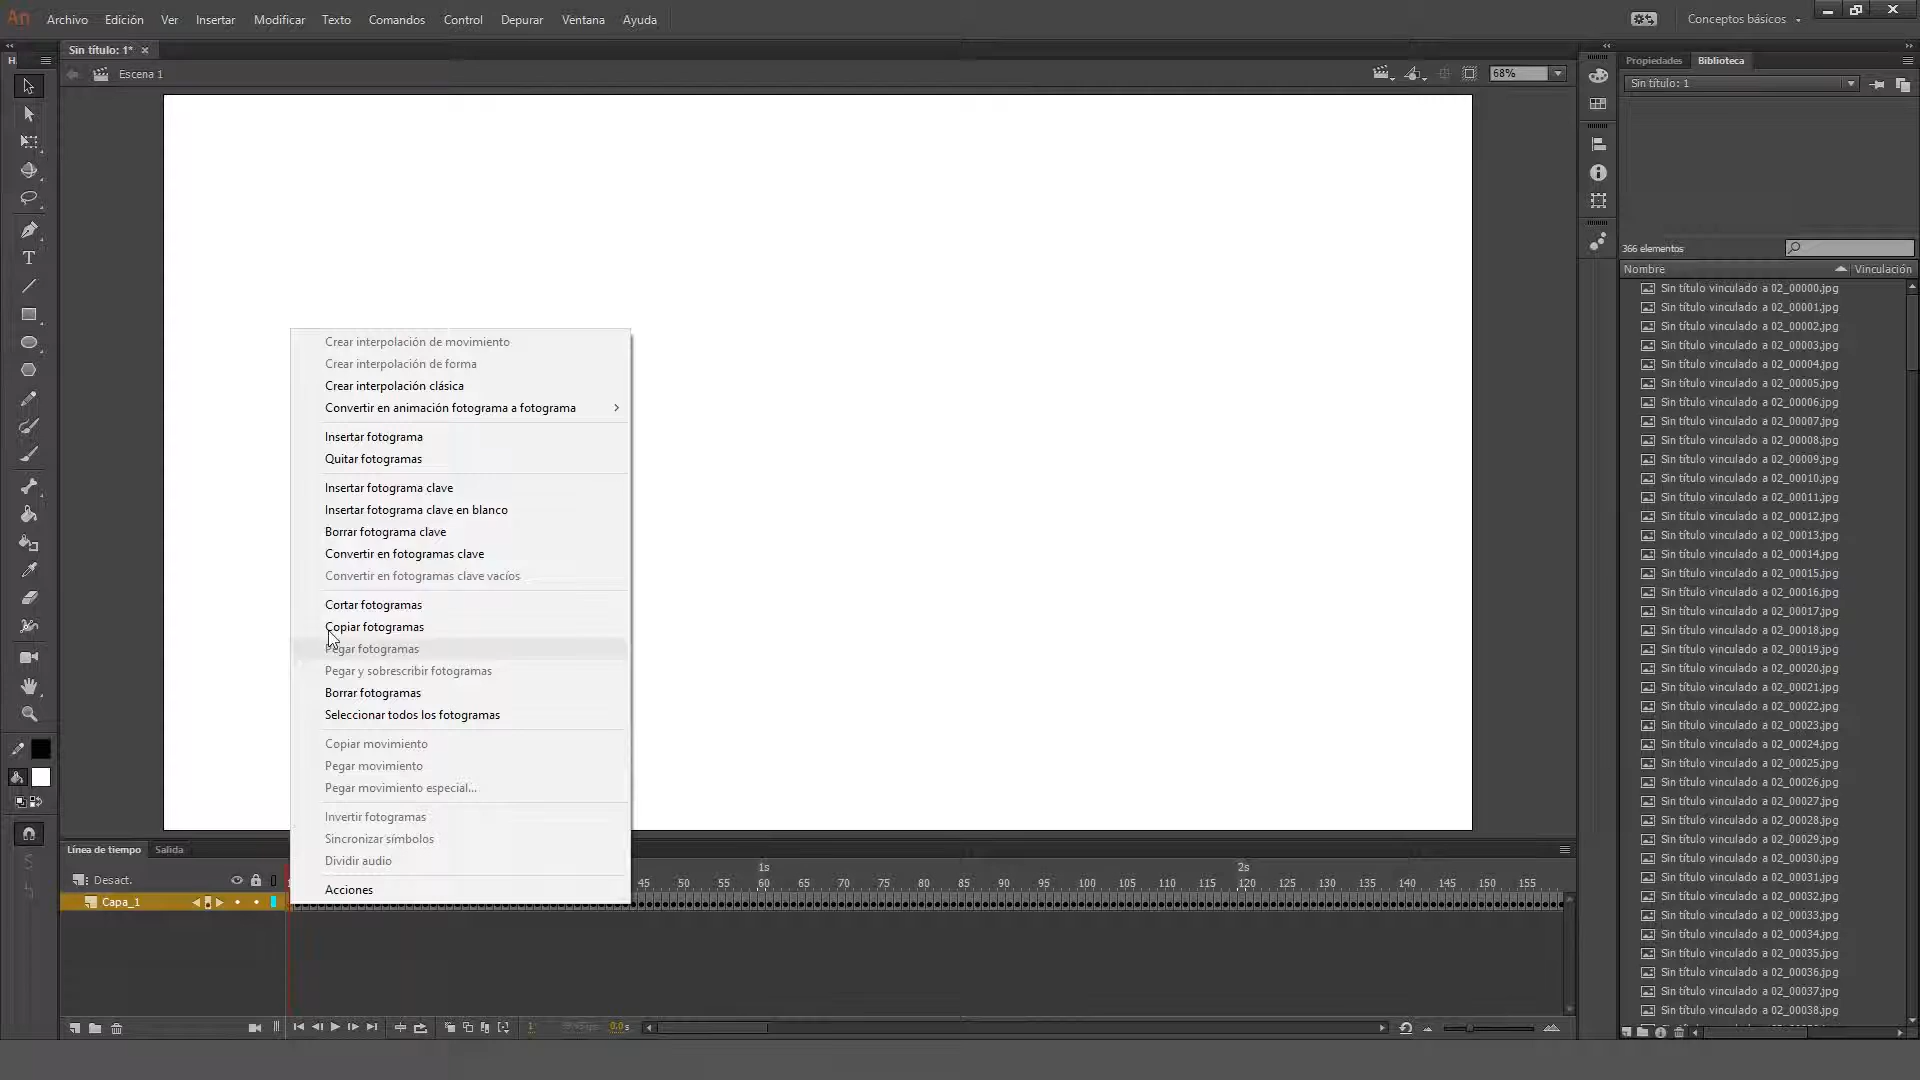 An Archivo Edición Ver Insertar Modificar Texto Comandos Control Depurar Ventana Ayuda Conceptos básicos
Sin título: 1*
Escena 1
68%
Propiedades Biblioteca
Sin título: 1
366 elementos
Nombre Vinculación
Sin título vinculado a 02_00000.jpg
Sin título vinculado a 02_00001.jpg
Sin título vinculado a 02_00002.jpg
Sin título vinculado a 02_00003.jpg
Sin título vinculado a 02_00004.jpg
Sin título vinculado a 02_00005.jpg
Sin título vinculado a 02_00006.jpg
Sin título vinculado a 02_00007.jpg
Sin título vinculado a 02_00008.jpg
Sin título vinculado a 02_00009.jpg
Sin título vinculado a 02_00010.jpg
Sin título vinculado a 02_00011.jpg
Sin título vinculado a 02_00012.jpg
Sin título vinculado a 02_00013.jpg
Sin título vinculado a 02_00014.jpg
Sin título vinculado a 02_00015.jpg
Sin título vinculado a 02_00016.jpg
Sin título vinculado a 02_00017.jpg
Sin título vinculado a 02_00018.jpg
Sin título vinculado a 02_00019.jpg
Sin título vinculado a 02_00020.jpg
Sin título vinculado a 02_00021.jpg
Sin título vinculado a 02_00022.jpg
Sin título vinculado a 02_00023.jpg
Sin título vinculado a 02_00024.jpg
Sin título vinculado a 02_00025.jpg
Sin título vinculado a 02_00026.jpg
Sin título vinculado a 02_00027.jpg
Sin título vinculado a 02_00028.jpg
Sin título vinculado a 02_00029.jpg
Sin título vinculado a 02_00030.jpg
Sin título vinculado a 02_00031.jpg
Sin título vinculado a 02_00032.jpg
Sin título vinculado a 02_00033.jpg
Sin título vinculado a 02_00034.jpg
Sin título vinculado a 02_00035.jpg
Sin título vinculado a 02_00036.jpg
Sin título vinculado a 02_00037.jpg
Sin título vinculado a 02_00038.jpg
Crear interpolación de movimiento
Crear interpolación de forma
Crear interpolación clásica
Convertir en animación fotograma a fotograma
Insertar fotograma
Quitar fotogramas
Insertar fotograma clave
Insertar fotograma clave en blanco
Borrar fotograma clave
Convertir en fotogramas clave
Convertir en fotogramas clave vacíos
Cortar fotogramas
Copiar fotogramas
Pegar fotogramas
Pegar y sobrescribir fotogramas
Borrar fotogramas
Seleccionar todos los fotogramas
Copiar movimiento
Pegar movimiento
Pegar movimiento especial...
Invertir fotogramas
Sincronizar símbolos
Dividir audio
Acciones
Línea de tiempo Salida
1s 2s
Desact.
45 50 55 60 65 70 75 80 85 90 95 100 105 110 115 120 125 130 135 140 145 150 155
Capa_1
1 0.0 s